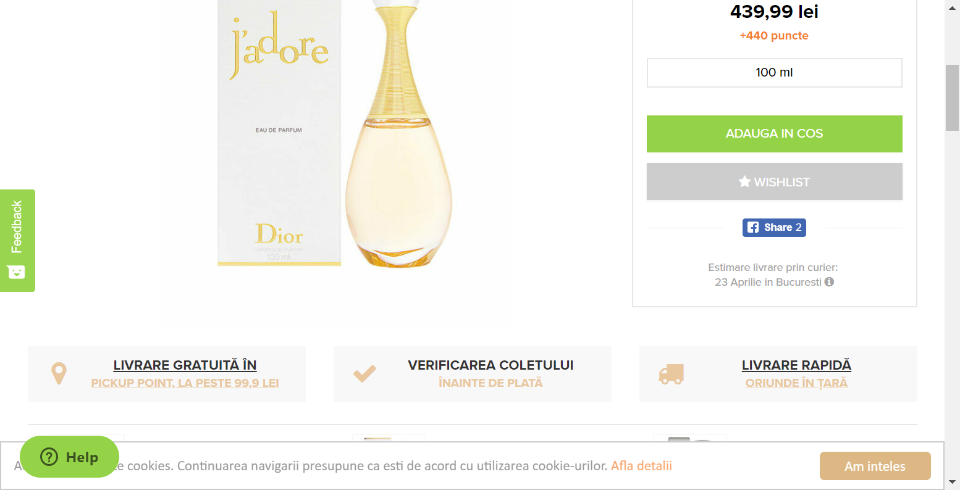 j'adore
EAU DE PARFUM
Dior
100 ml
439,99 lei
+440 puncte
100 ml
ADAUGA IN COS
WISHLIST
Share 2
Estimare livrare prin curier:
23 Aprilie in Bucuresti
Feedback
LIVRARE GRATUITĂ ÎN
PICKUP POINT, LA PESTE 99,9 LEI
VERIFICAREA COLETULUI
ÎNAINTE DE PLATĂ
LIVRARE RAPIDĂ
ORIUNDE ÎN ȚARĂ
Help
cookies. Continuarea navigarii presupune ca esti de acord cu utilizarea cookie-urilor. Afla detalii
Am inteles